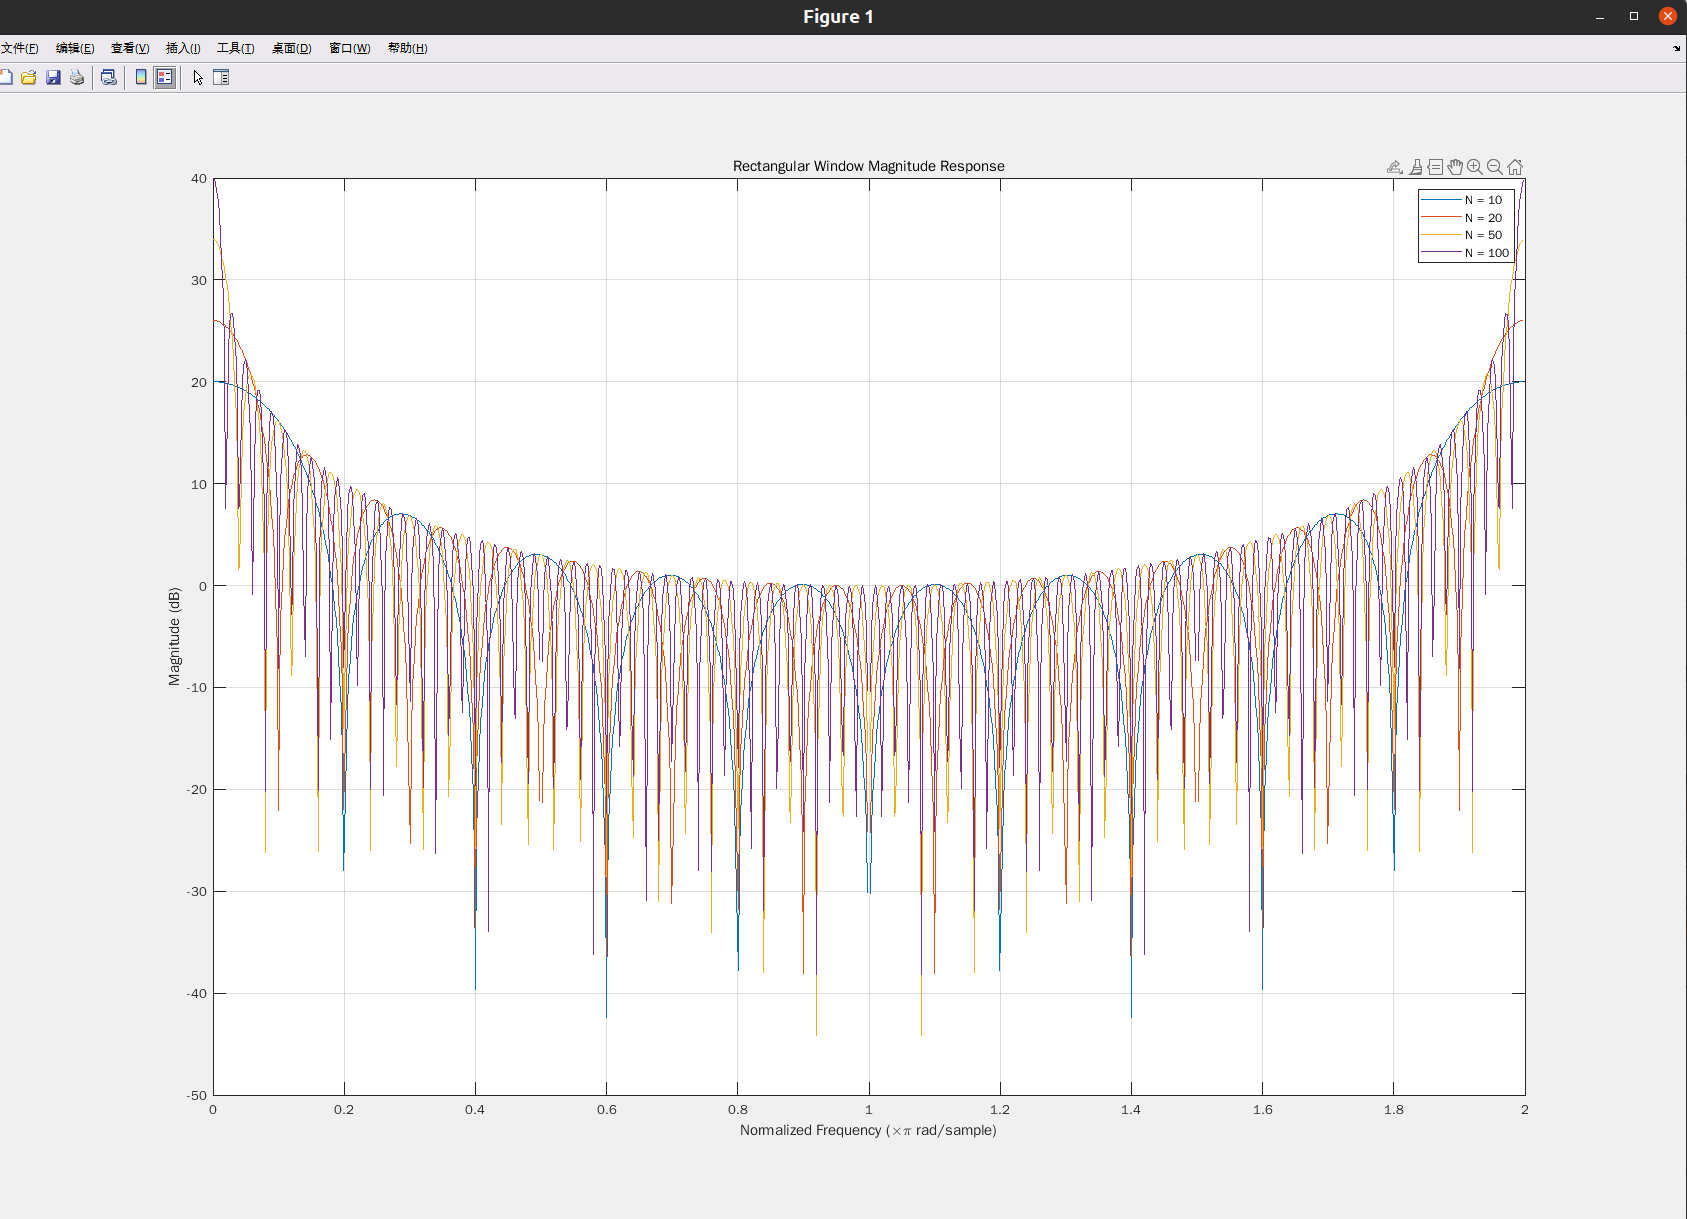 Figure 1
文件(F) 编辑(E) 查看(V) 插入(I) 工具(T) 桌面(D) 窗口(W) 帮助(H)
Rectangular Window Magnitude Response
N = 10
N = 20
N = 50
N = 100
40
30
20
10
0
-10
-20
-30
-40
-50
Magnitude (dB)
0 0.2 0.4 0.6 0.8 1 1.2 1.4 1.6 1.8 2
Normalized Frequency (×π rad/sample)